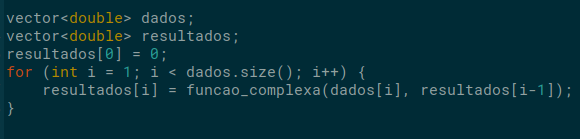 vector<double> dados;
vector<double> resultados;
resultados[0] = 0;
for (int i = 1; i < dados.size(); i++) {
    resultados[i] = funcao_complexa(dados[i], resultados[i-1]);
}